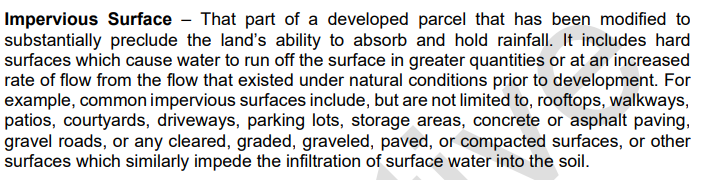 Impervious Surface – That part of a developed parcel that has been modified to
substantially preclude the land's ability to absorb and hold rainfall. It includes hard
surfaces which cause water to run off the surface in greater quantities or at an increased
rate of flow from the flow that existed under natural conditions prior to development. For
example, common impervious surfaces include, but are not limited to, rooftops, walkways,
patios, courtyards, driveways, parking lots, storage areas, concrete or asphalt paving,
gravel roads, or any cleared, graded, graveled, paved, or compacted surfaces, or other
surfaces which similarly impede the infiltration of surface water into the soil.